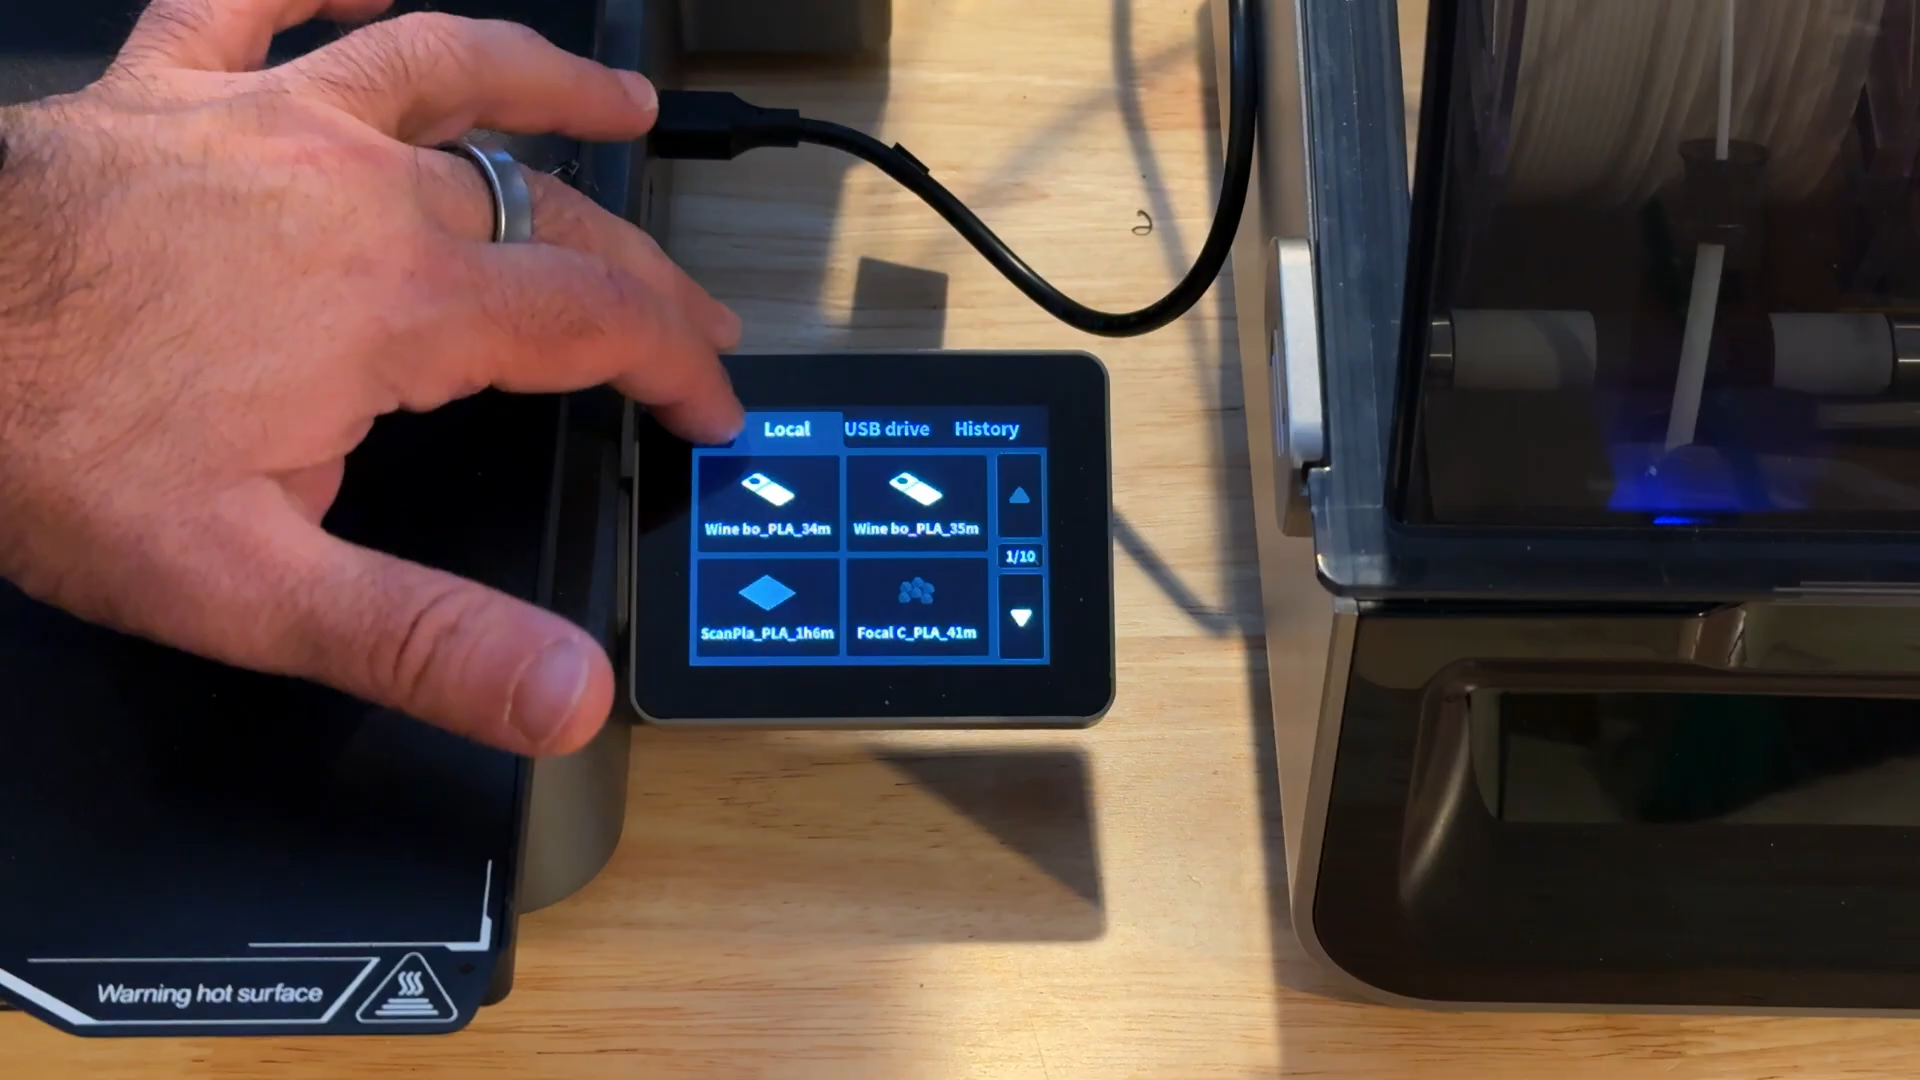 Local USB drive History
Wine bo_PLA_34m Wine bo_PLA_35m
1/10
ScanPla_PLA_1h6m Focal C_PLA_41m
Warning hot surface